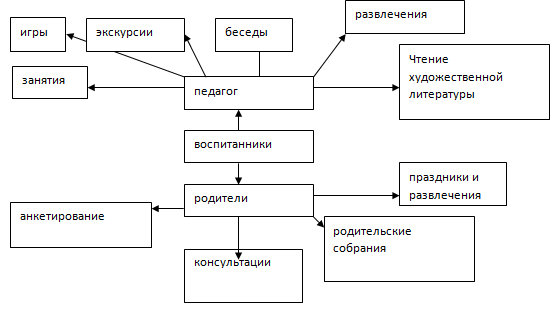 развлечения
игры
экскурсии
беседы
Чтение
художественной
литературы
занятия
педагог
воспитанники
праздники и
развлечения
родители
анкетирование
родительские
собрания
консультации